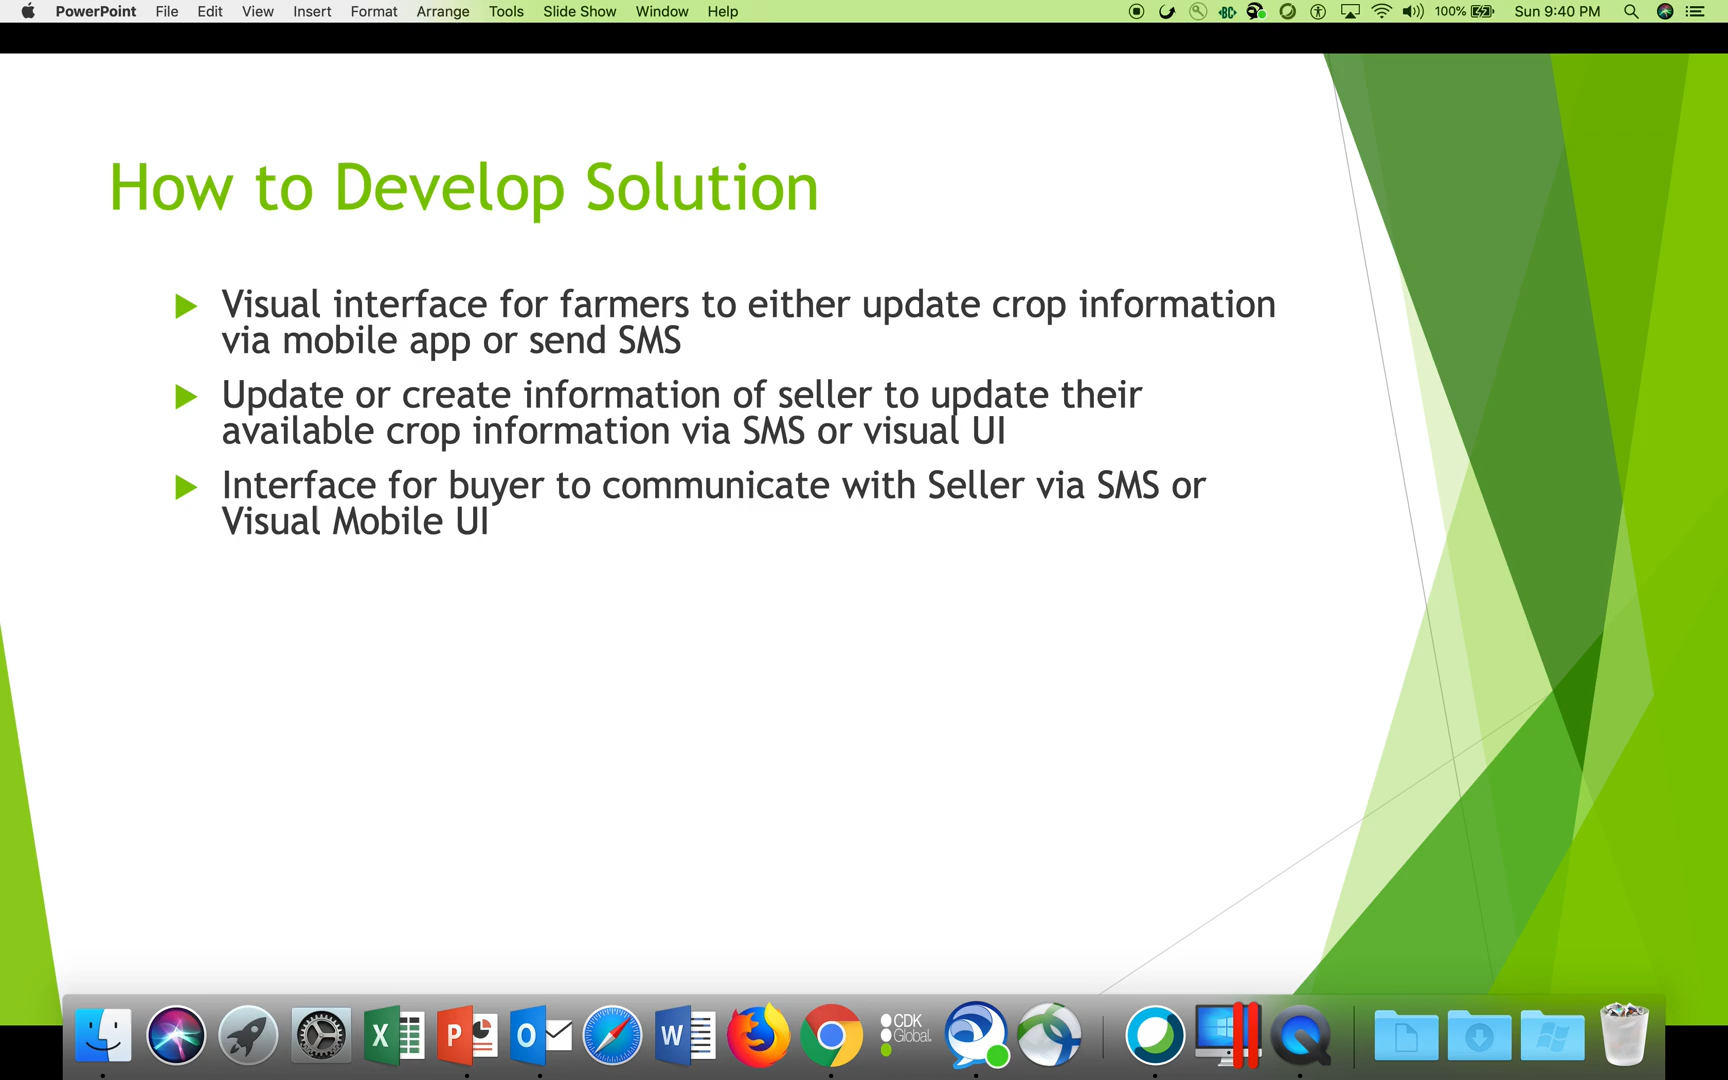 PowerPoint File Edit View Insert Format Arrange Tools Slide Show Window Help BC 100% Sun 9:40 PM
How to Develop Solution
Visual interface for farmers to either update crop information
via mobile app or send SMS
Update or create information of seller to update their
available crop information via SMS or visual UI
Interface for buyer to communicate with Seller via SMS or
Visual Mobile UI
X P O W CDK
Global.